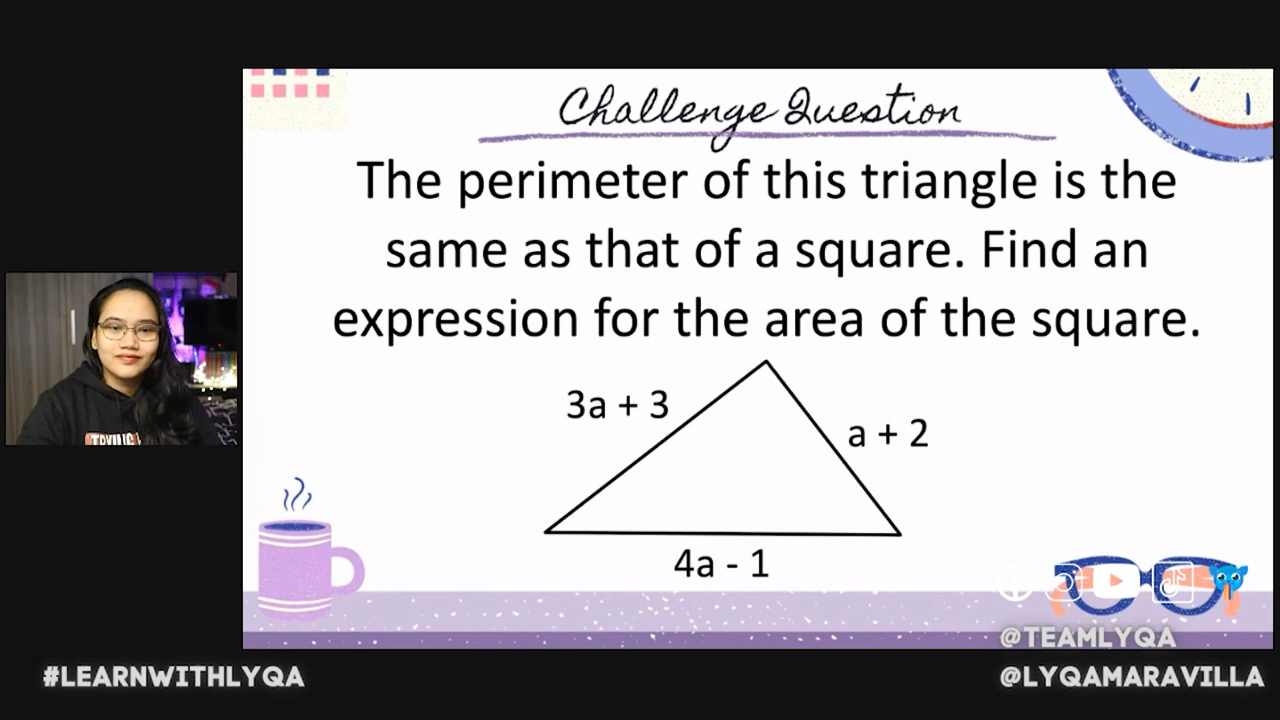 Challenge Question
The perimeter of this triangle is the
same as that of a square. Find an
expression for the area of the square.
3a + 3
a + 2
4a - 1
@TEAMLYQA
#LEARNWITHLYQA
@LYQAMARAVILLA